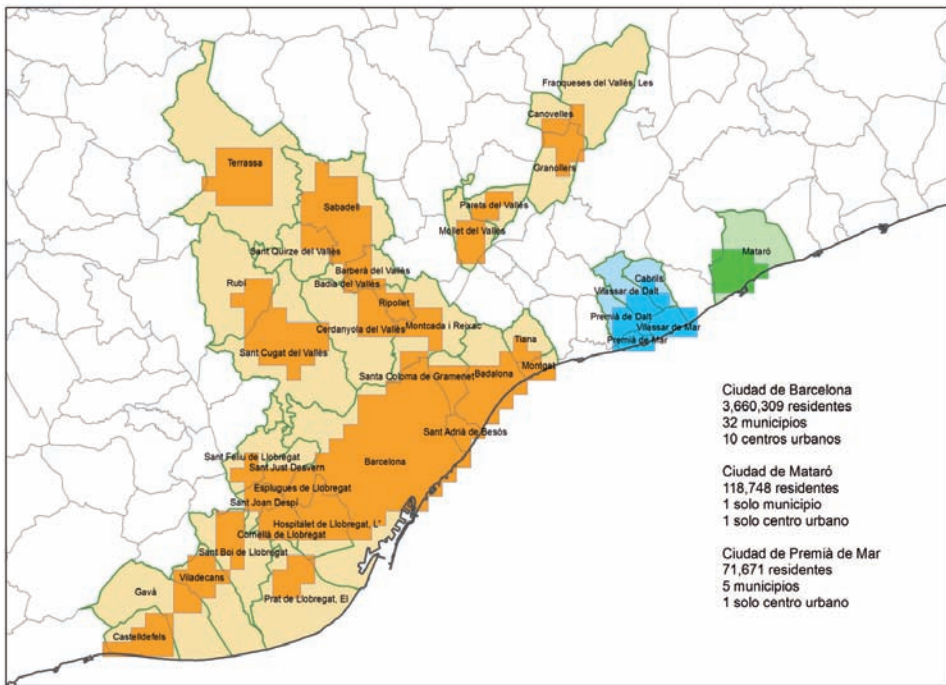 Franqueses del Vallès, Les
Canovelles
Granollers
Terrassa
Sabadell
Parets del Vallès
Mollet del Vallès
Sant Quirze del Vallès
Barberà del Vallès
Badia del Vallès
Rubí
Ripollet
Cerdanyola del Vallès
Montcada i Reixac
Sant Cugat del Vallès
Mataró
Cabrils
Vilassar de Dalt
Premià de Dalt
Vilassar de Mar
Premià de Mar
Tiana
Montgat
Santa Coloma de Gramenet
Badalona
Sant Adrià de Besòs
Barcelona
Sant Feliu de Llobregat
Sant Just Desvern
Esplugues de Llobregat
Sant Joan Despí
Hospitalet de Llobregat, L'
Cornellà de Llobregat
Sant Boi de Llobregat
Viladecans
Prat de Llobregat, El
Gavà
Castelldefels
Ciudad de Barcelona
3,660,309 residentes
32 municipios
10 centros urbanos
Ciudad de Mataró
118,748 residentes
1 solo municipio
1 solo centro urbano
Ciudad de Premià de Mar
71,671 residentes
5 municipios
1 solo centro urbano